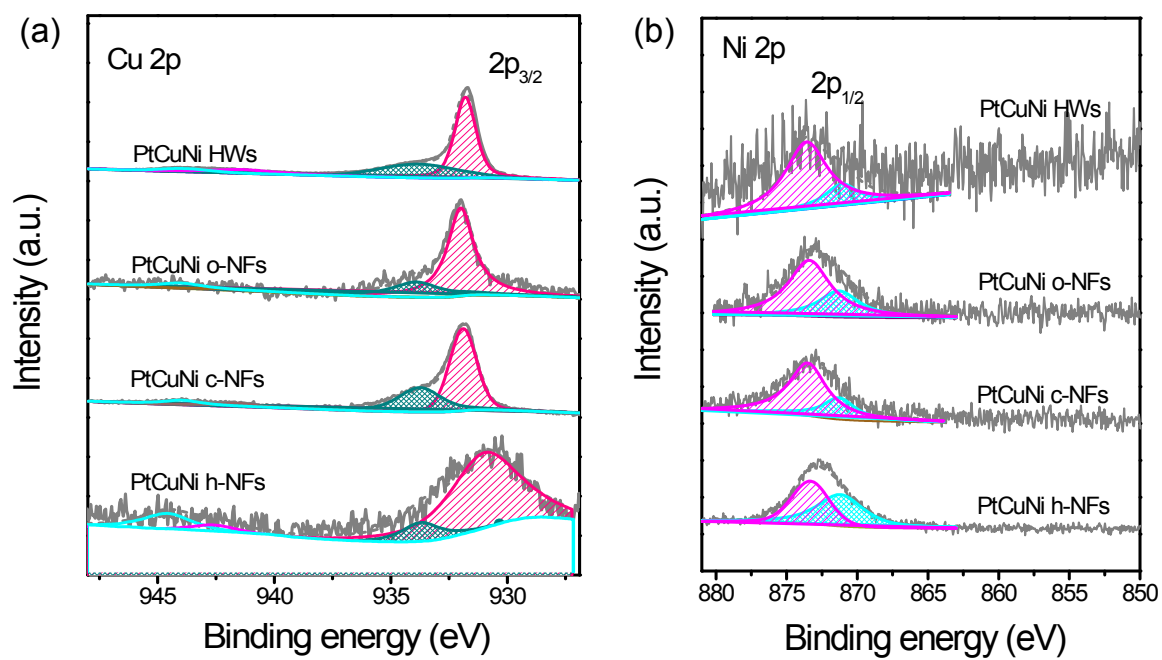 (a)
Cu 2p
2p3/2
PtCuNi HWs
PtCuNi o-NFs
PtCuNi c-NFs
PtCuNi h-NFs
Intensity (a.u.)
945 940 935 930
Binding energy (eV)
(b)
Ni 2p
2p1/2
PtCuNi HWs
PtCuNi o-NFs
PtCuNi c-NFs
PtCuNi h-NFs
Intensity (a.u.)
880 875 870 865 860 855 850
Binding energy (eV)